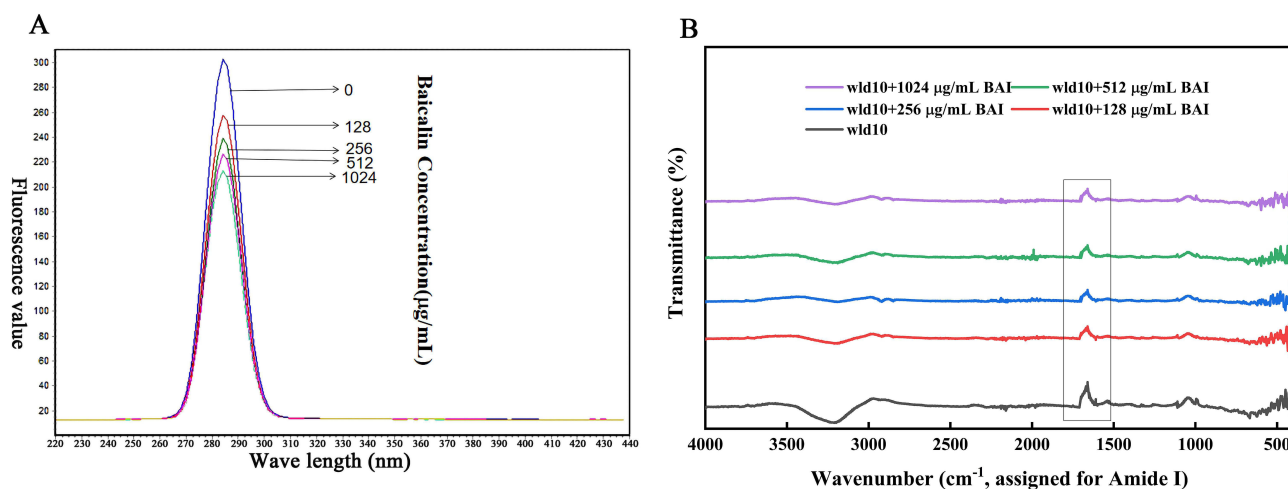 A
Fluorescence value
300
280
260
240
220
200
180
160
140
120
100
80
60
40
20
0
128
256
512
1024
Baicalin Concentration(μg/mL)
220 230 240 250 260 270 280 290 300 310 320 330 340 350 360 370 380 390 400 410 420 430 440
Wave length (nm)
B
Transmittance (%)
wld10+1024 μg/mL BAI wld10+512 μg/mL BAI
wld10+256 μg/mL BAI wld10+128 μg/mL BAI
wld10
4000 3500 3000 2500 2000 1500 1000 500
Wavenumber (cm⁻¹, assigned for Amide I)